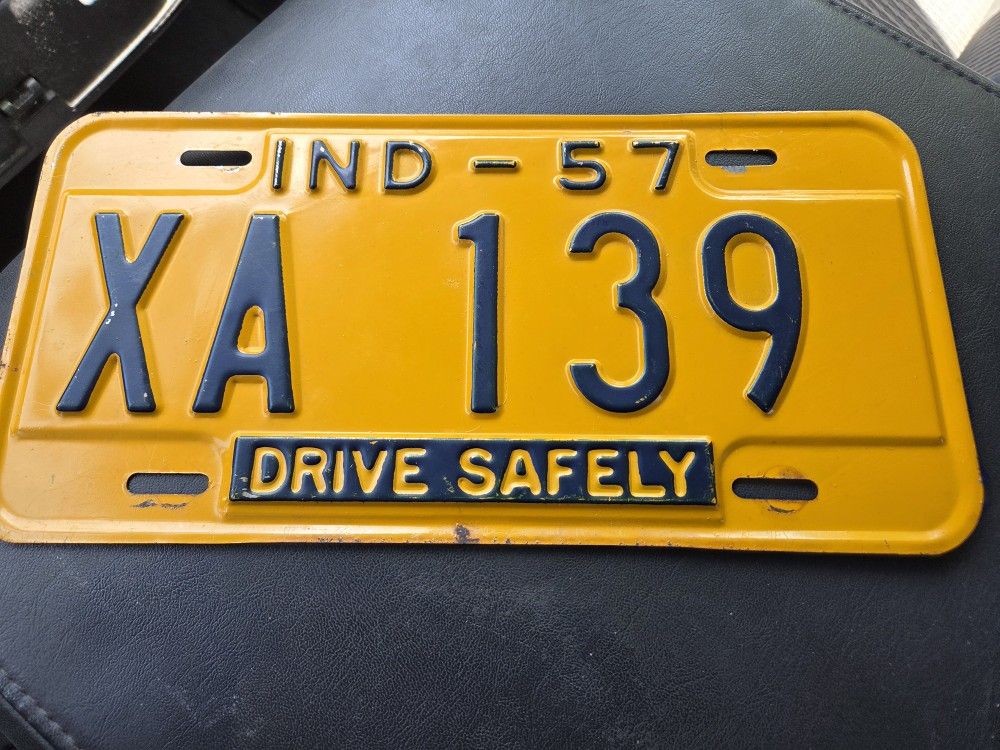 IND - 57
XA 139
DRIVE SAFELY